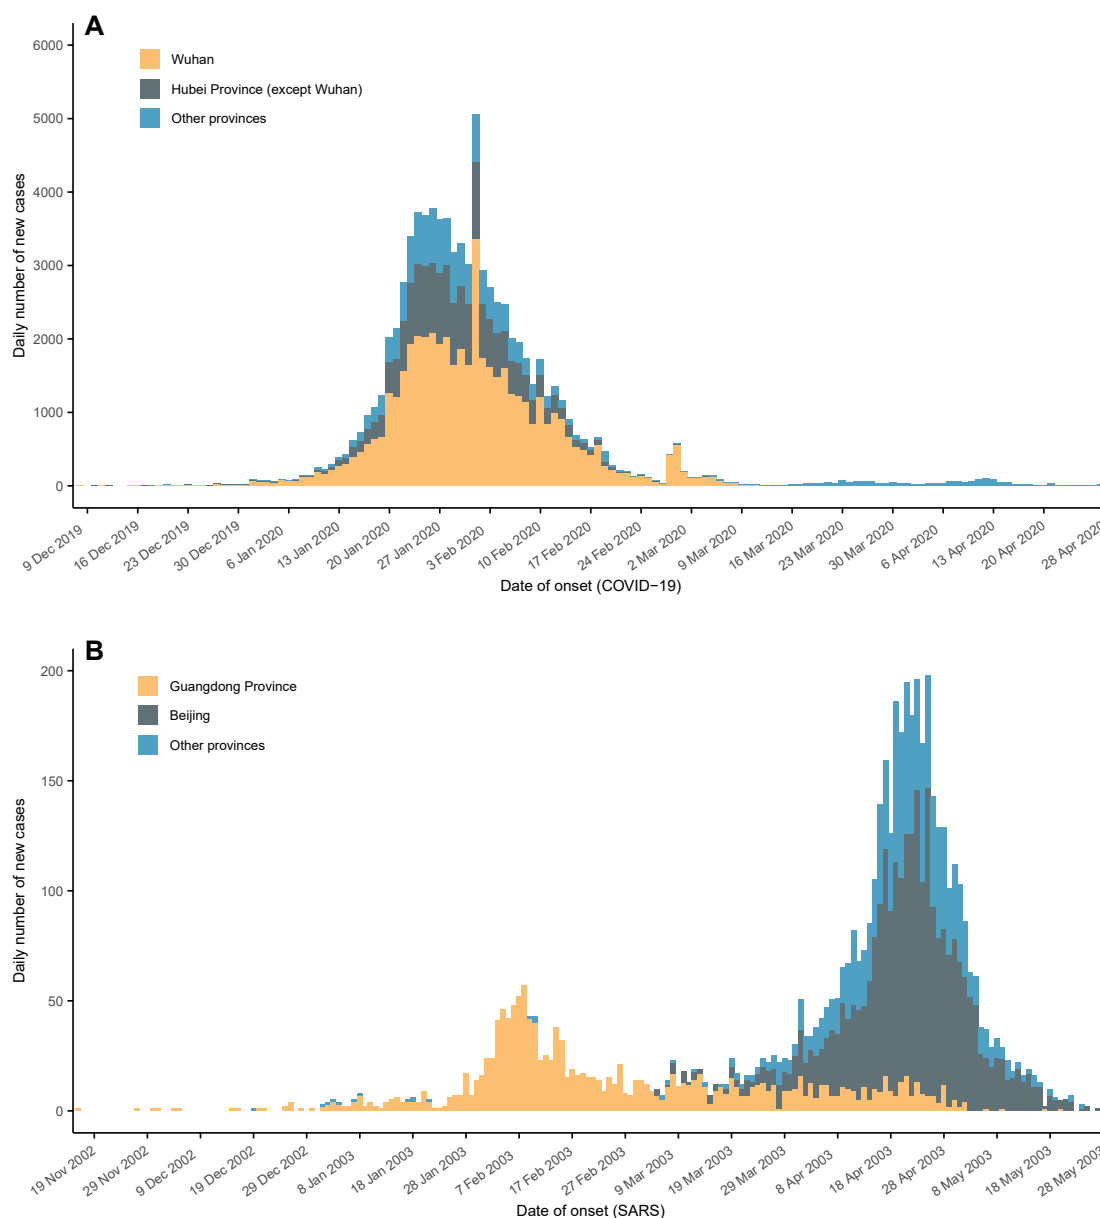 A
6000
5000
4000
3000
2000
1000
0
Daily number of new cases
Wuhan
Hubei Province (except Wuhan)
Other provinces
9 Dec 2019
16 Dec 2019
23 Dec 2019
30 Dec 2019
6 Jan 2020
13 Jan 2020
20 Jan 2020
27 Jan 2020
3 Feb 2020
10 Feb 2020
17 Feb 2020
24 Feb 2020
2 Mar 2020
9 Mar 2020
16 Mar 2020
23 Mar 2020
30 Mar 2020
6 Apr 2020
13 Apr 2020
20 Apr 2020
28 Apr 2020
Date of onset (COVID−19)
B
200
150
100
50
0
Daily number of new cases
Guangdong Province
Beijing
Other provinces
19 Nov 2002
29 Nov 2002
9 Dec 2002
19 Dec 2002
29 Dec 2002
8 Jan 2003
18 Jan 2003
28 Jan 2003
7 Feb 2003
17 Feb 2003
27 Feb 2003
9 Mar 2003
19 Mar 2003
29 Mar 2003
8 Apr 2003
18 Apr 2003
28 Apr 2003
8 May 2003
18 May 2003
28 May 2003
Date of onset (SARS)